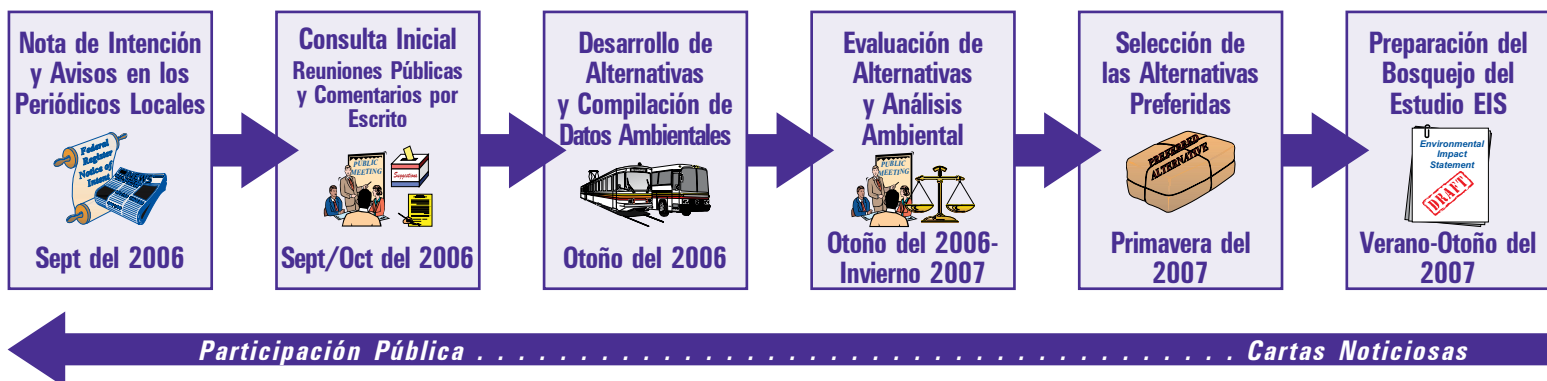 Nota de Intención
y Avisos en los
Periódicos Locales
Federal
Register
Notice of
Intent
NEWS
Sept del 2006
Consulta Inicial
Reuniones Públicas
y Comentarios por
Escrito
PUBLIC
MEETING
Suggestions
Sept/Oct del 2006
Desarrollo de
Alternativas
y Compilación de
Datos Ambientales
Otoño del 2006
Evaluación de
Alternativas
y Análisis
Ambiental
PUBLIC
MEETING
Otoño del 2006-
Invierno 2007
Selección de
las Alternativas
Preferidas
PREFERRED
ALTERNATIVE
Primavera del
2007
Preparación del
Bosquejo del
Estudio EIS
Environmental
Impact
Statement
DRAFT
Verano-Otoño del
2007
Participación Pública . . . . . . . . . . . . . . . . . . . . . . . . . . . . . . . . . . . . Cartas Noticiosas